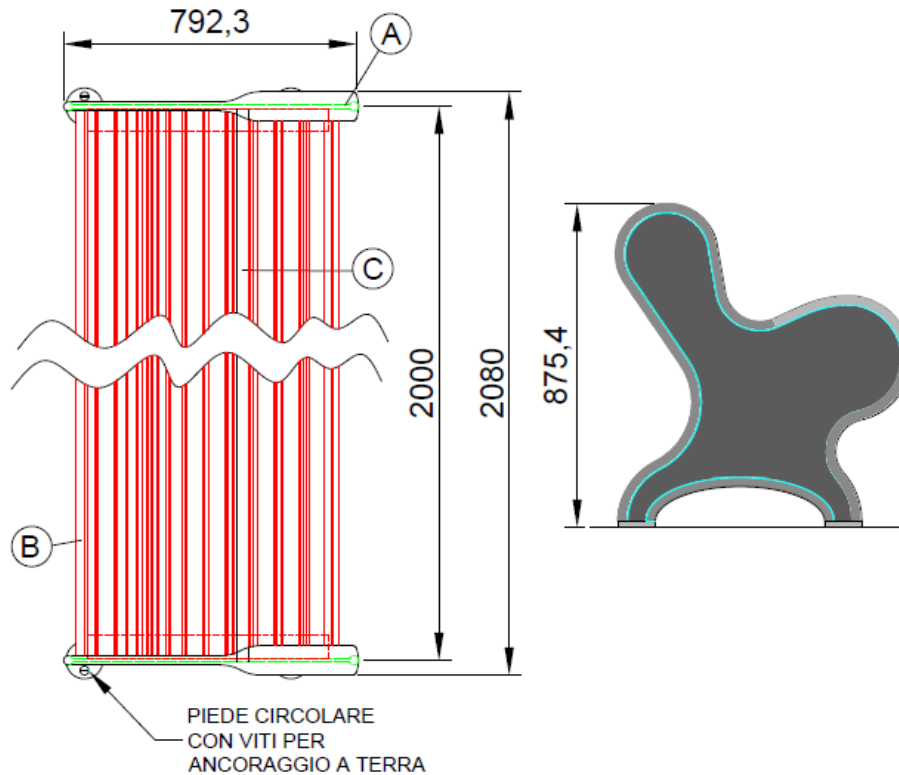 792,3
A
C
2000
2080
875,4
B
PIEDE CIRCOLARE
CON VITI PER
ANCORAGGIO A TERRA